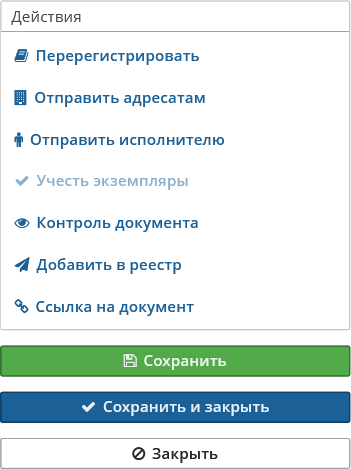 Действия
Перерегистрировать
Отправить адресатам
Отправить исполнителю
Учесть экземпляры
Контроль документа
Добавить в реестр
Ссылка на документ
Сохранить
Сохранить и закрыть
Закрыть